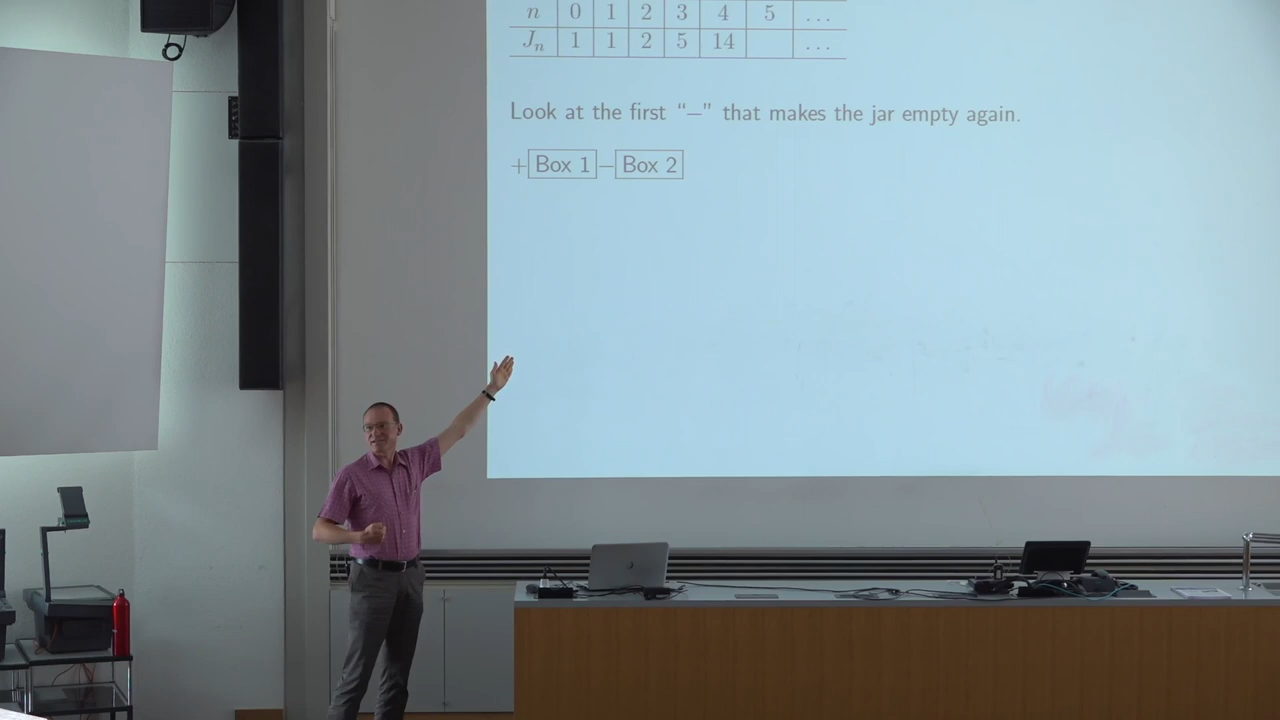 n 0 1 2 3 4 5 ...
Jₙ 1 1 2 5 14 ...
Look at the first “−” that makes the jar empty again.
+ Box 1 − Box 2